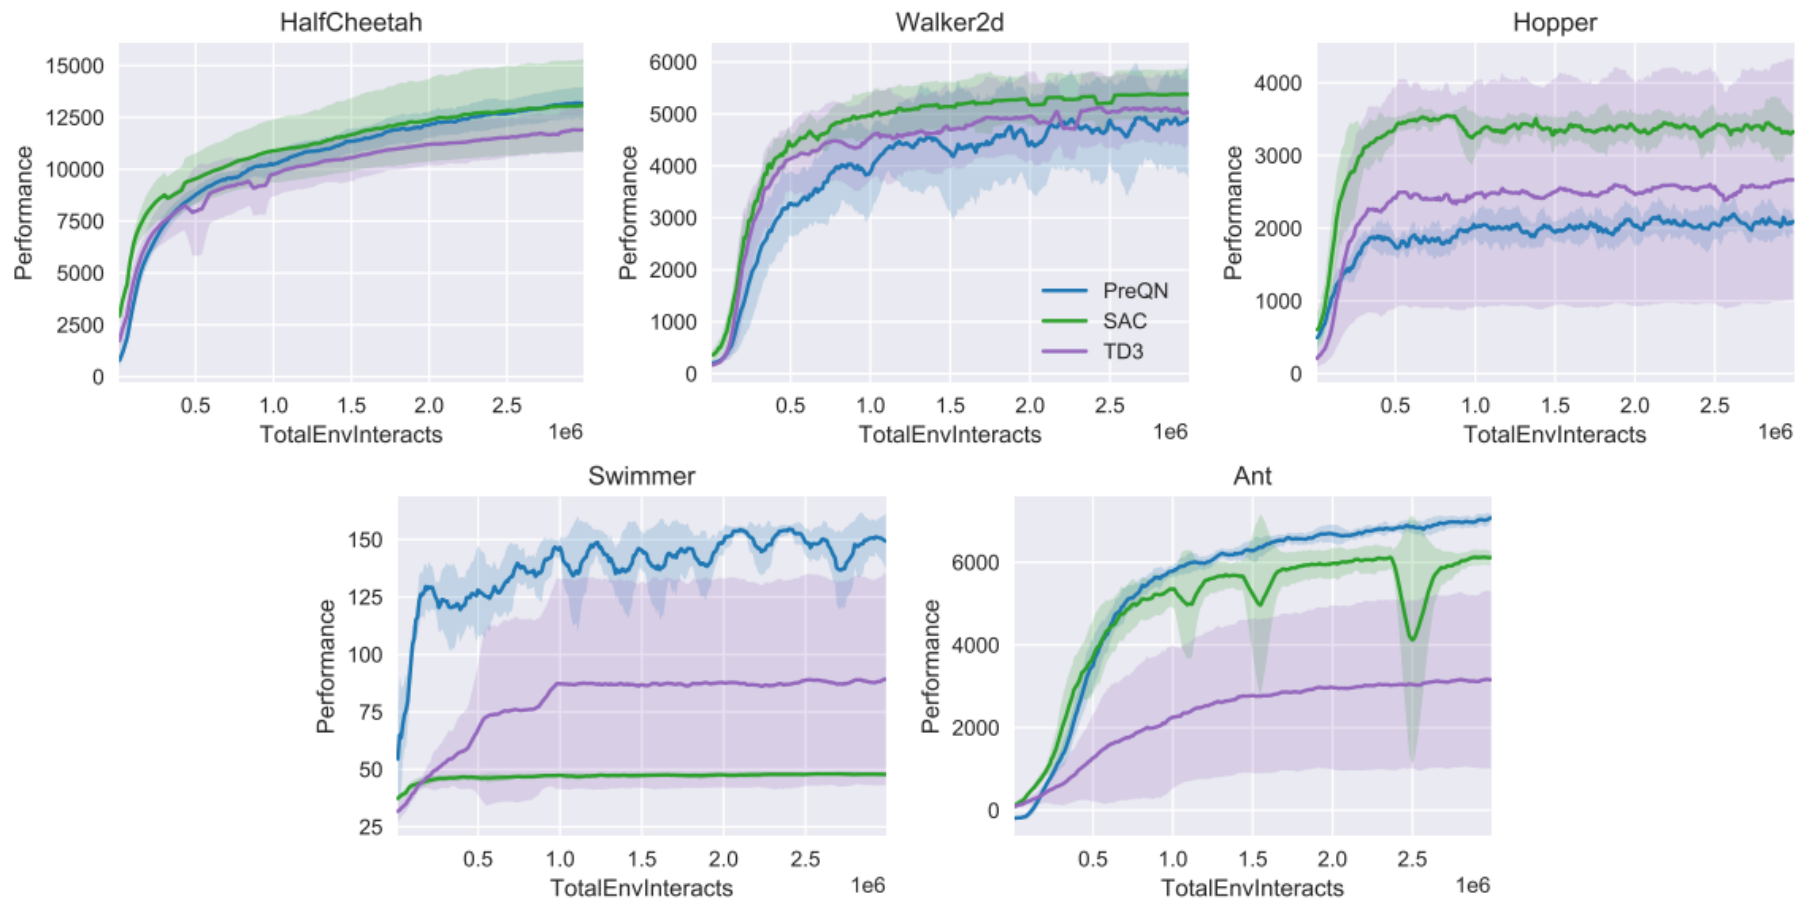 HalfCheetah
Performance
15000
12500
10000
7500
5000
2500
0
0.5 1.0 1.5 2.0 2.5
TotalEnvInteracts
1e6
Walker2d
Performance
6000
5000
4000
3000
2000
1000
0
PreQN
SAC
TD3
0.5 1.0 1.5 2.0 2.5
TotalEnvInteracts
1e6
Hopper
Performance
4000
3000
2000
1000
0
0.5 1.0 1.5 2.0 2.5
TotalEnvInteracts
1e6
Swimmer
Performance
150
125
100
75
50
25
0.5 1.0 1.5 2.0 2.5
TotalEnvInteracts
1e6
Ant
Performance
6000
4000
2000
0
0.5 1.0 1.5 2.0 2.5
TotalEnvInteracts
1e6